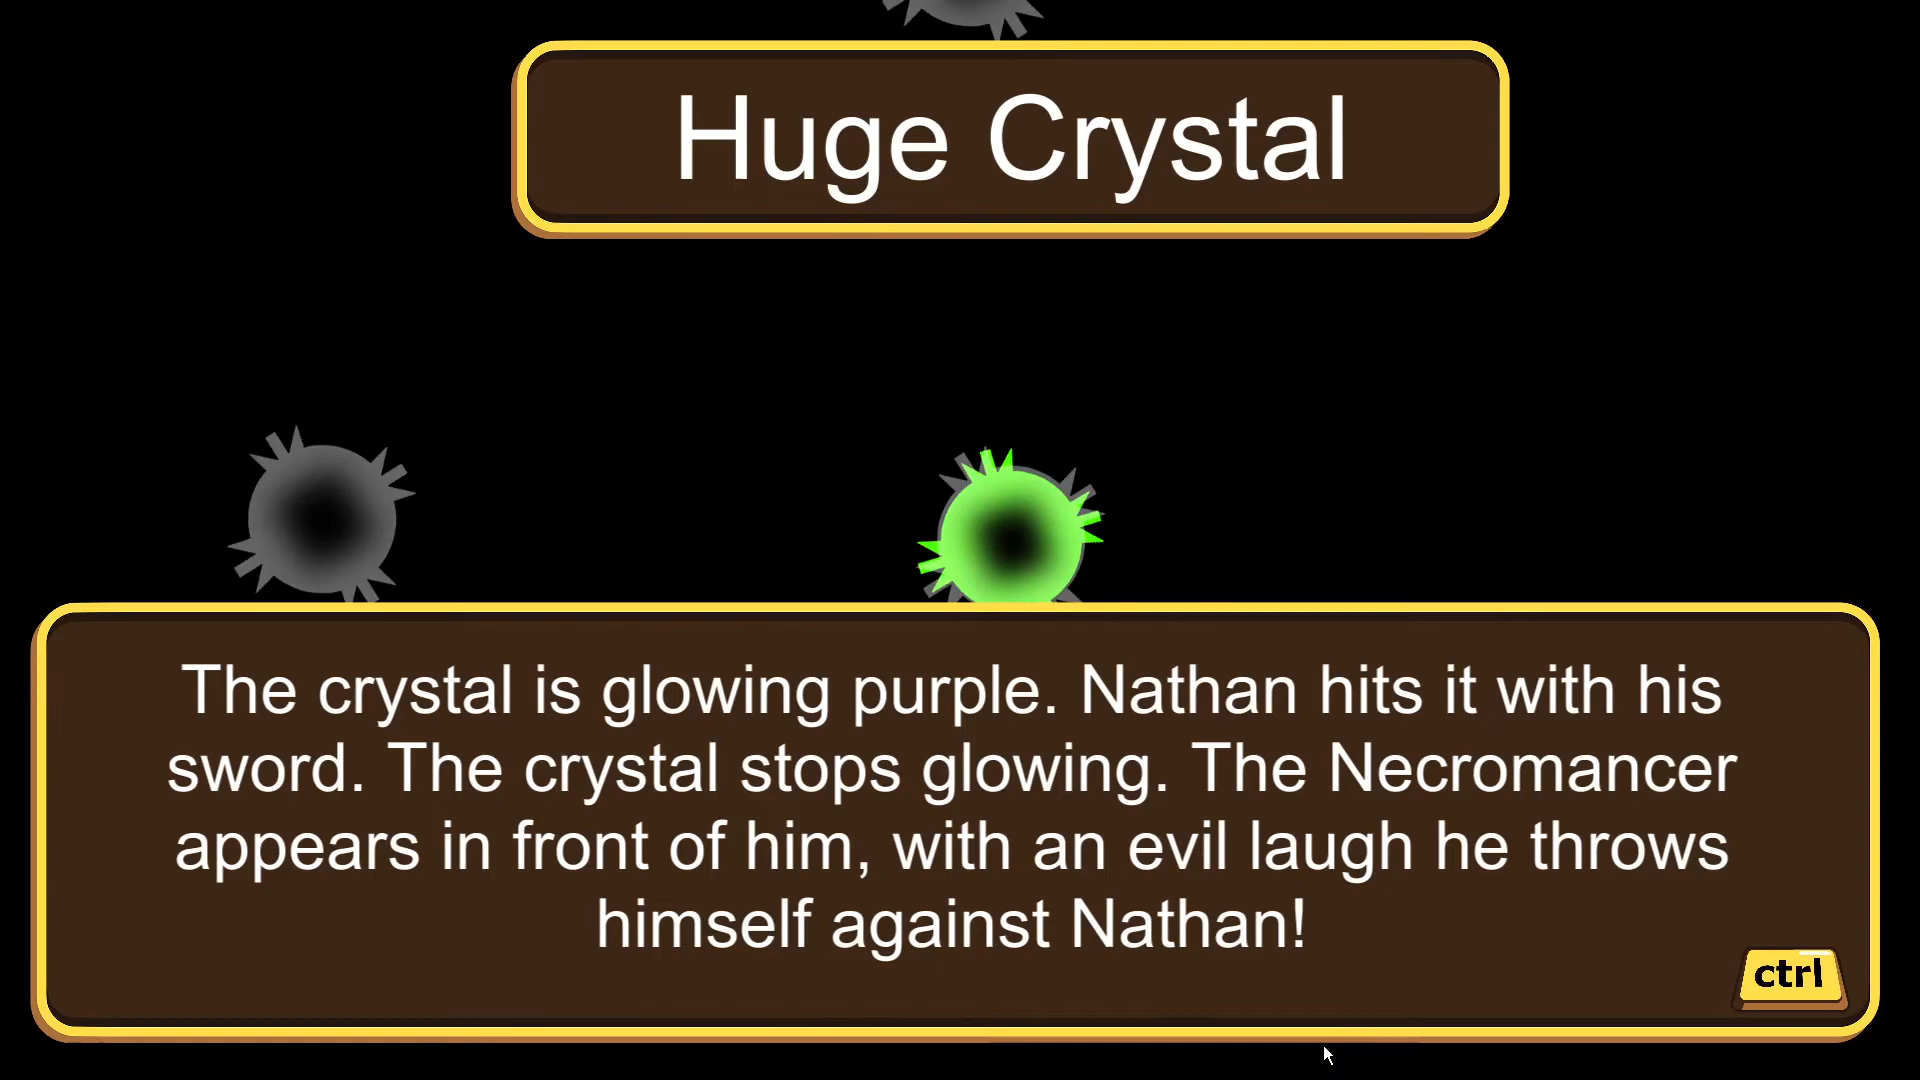 Huge Crystal
The crystal is glowing purple. Nathan hits it with his
sword. The crystal stops glowing. The Necromancer
appears in front of him, with an evil laugh he throws
himself against Nathan!
ctrl